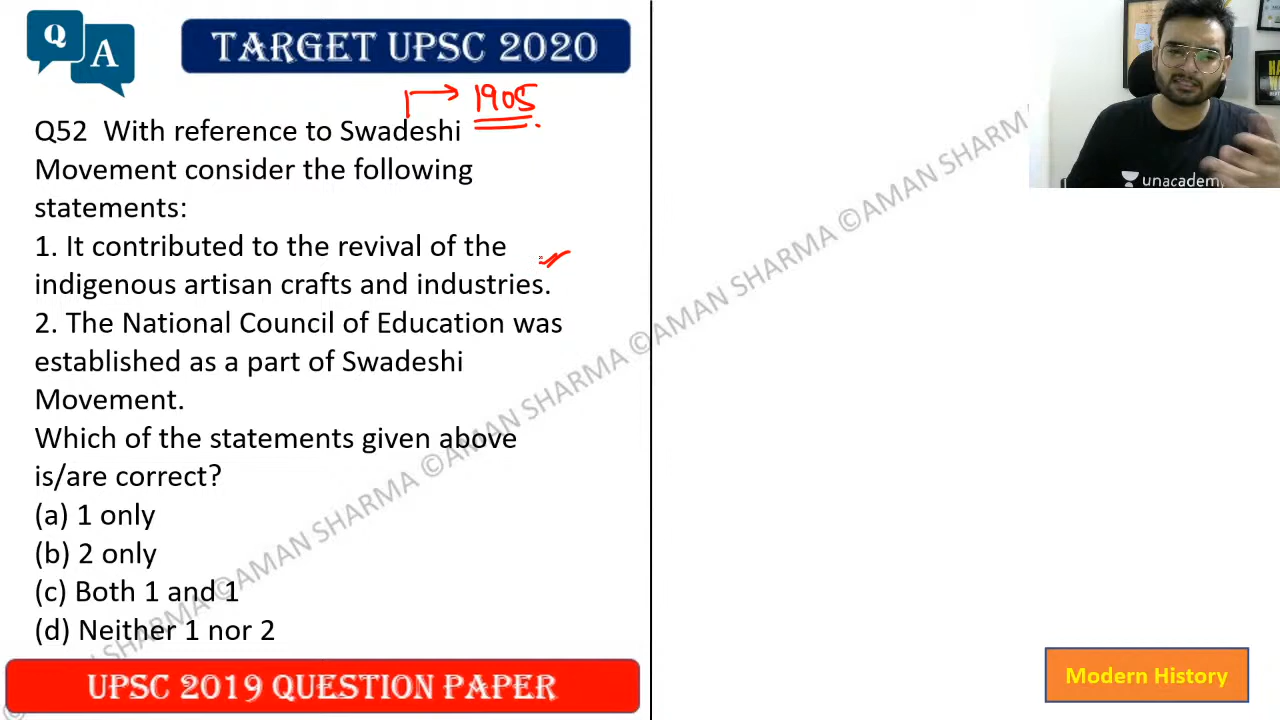 Q A
TARGET UPSC 2020
1905
Q52 With reference to Swadeshi
Movement consider the following
statements:
1. It contributed to the revival of the
indigenous artisan crafts and industries.
2. The National Council of Education was
established as a part of Swadeshi
Movement.
Which of the statements given above
is/are correct?
(a) 1 only
(b) 2 only
(c) Both 1 and 1
(d) Neither 1 nor 2
UPSC 2019 QUESTION PAPER
Modern History
unacademy
©AMAN SHARMA ©AMAN SHARMA ©AMAN SHARMA ©AMAN SHARMA ©AMAN SHARMA